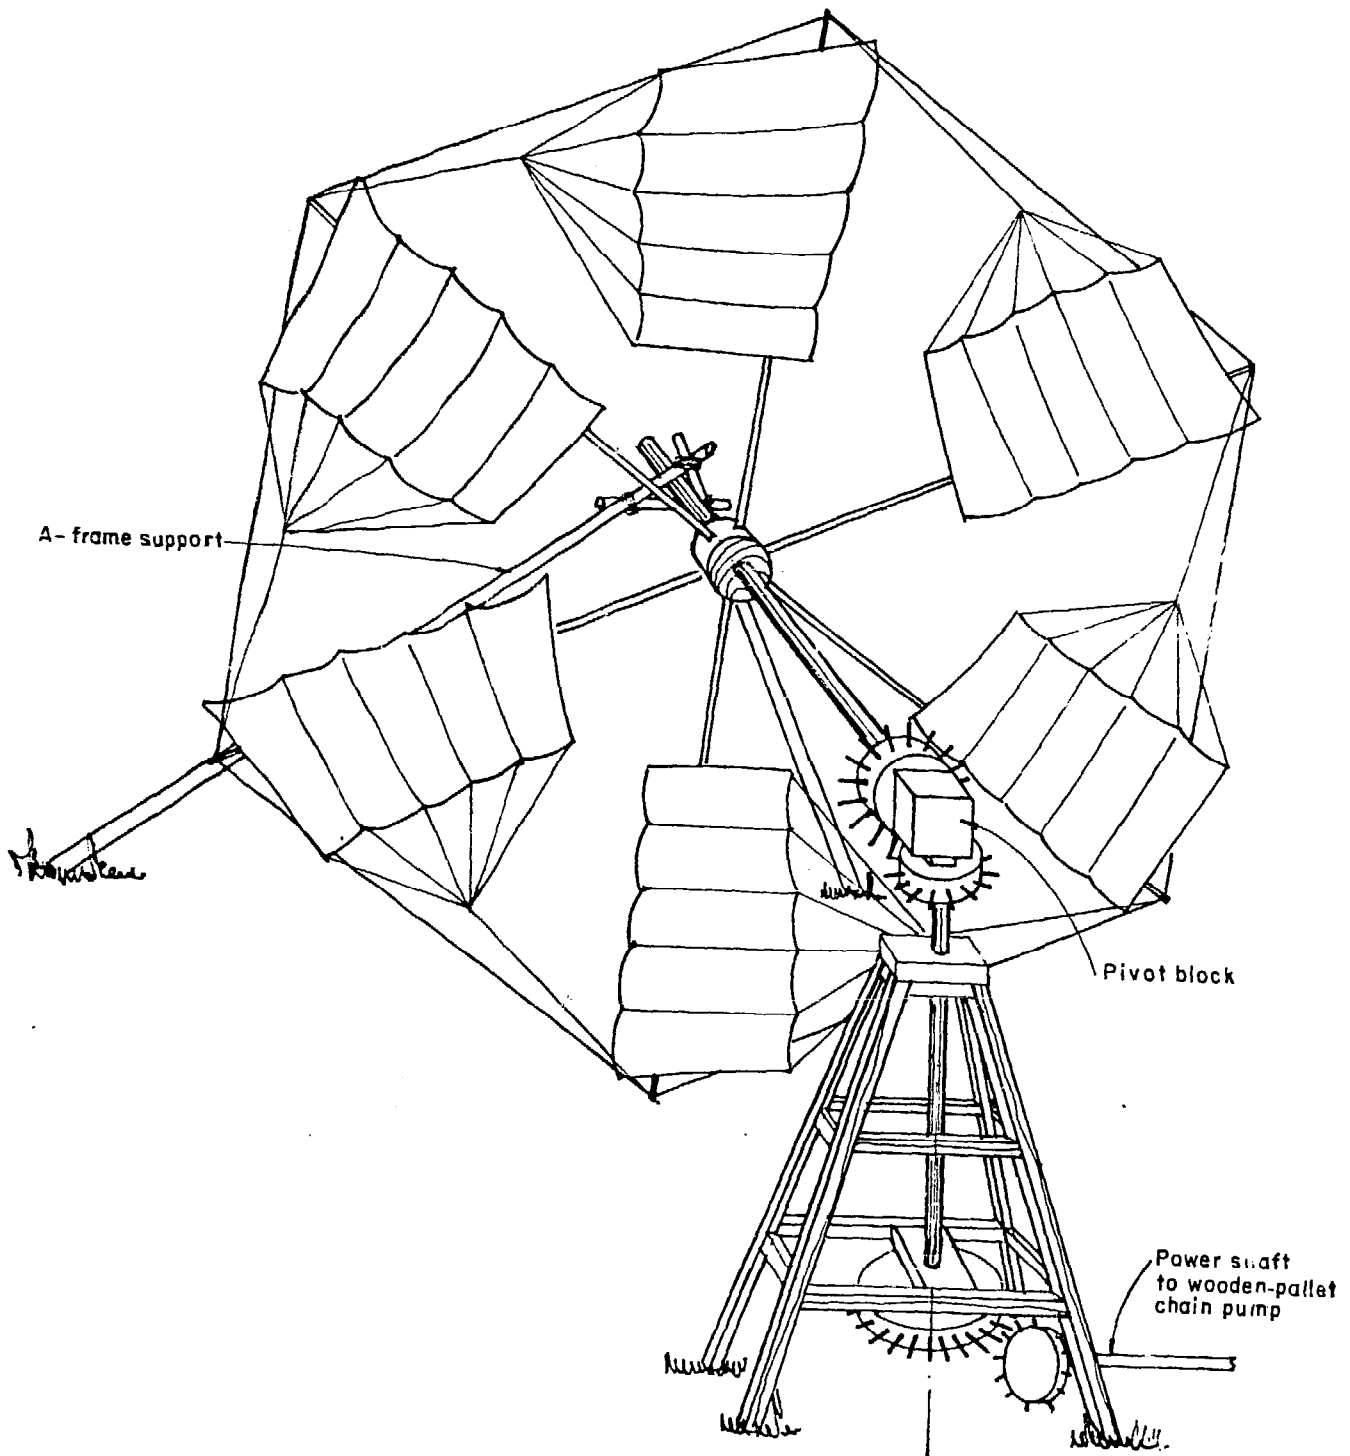 A-frame support
Pivot block
Power shaft
to wooden-pallet
chain pump